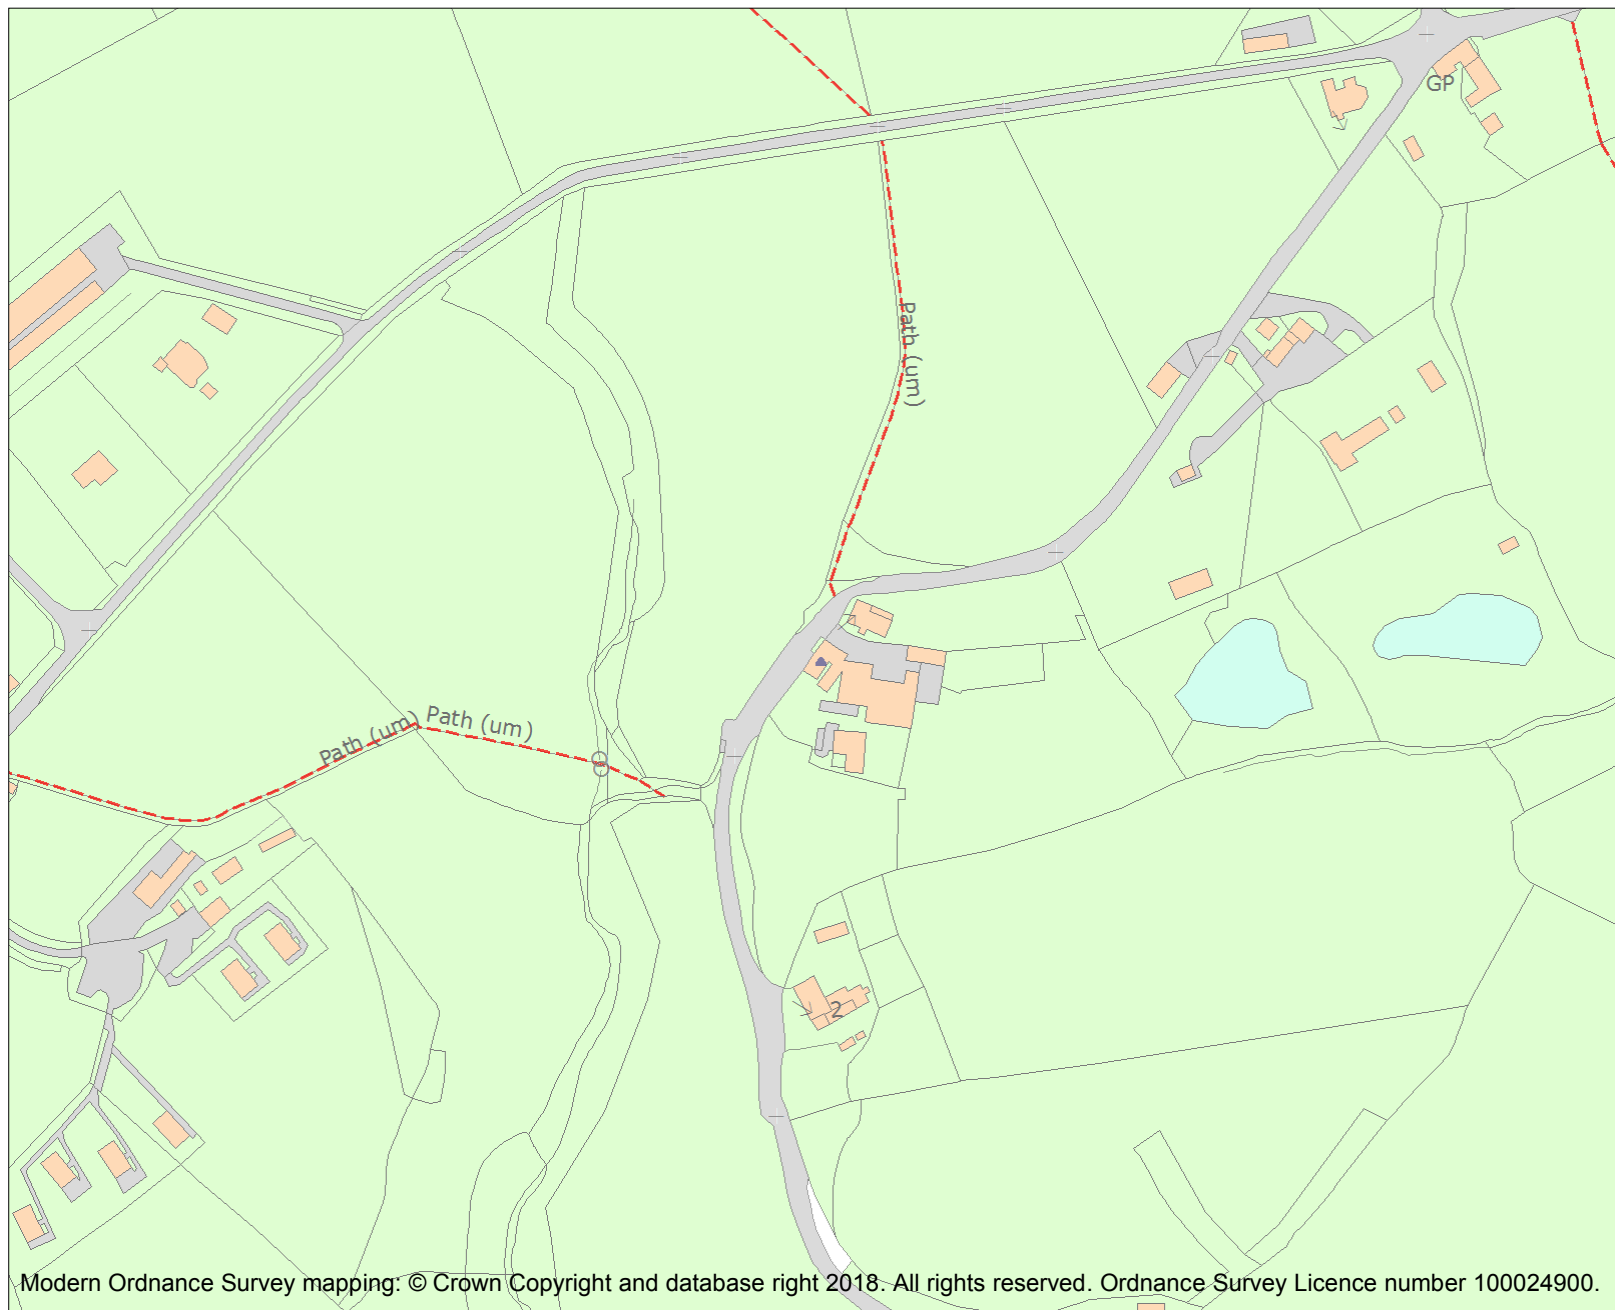 GP
Path (um)
Path (um)
Path (um)
2
Modern Ordnance Survey mapping: © Crown Copyright and database right 2018. All rights reserved. Ordnance Survey Licence number 100024900.